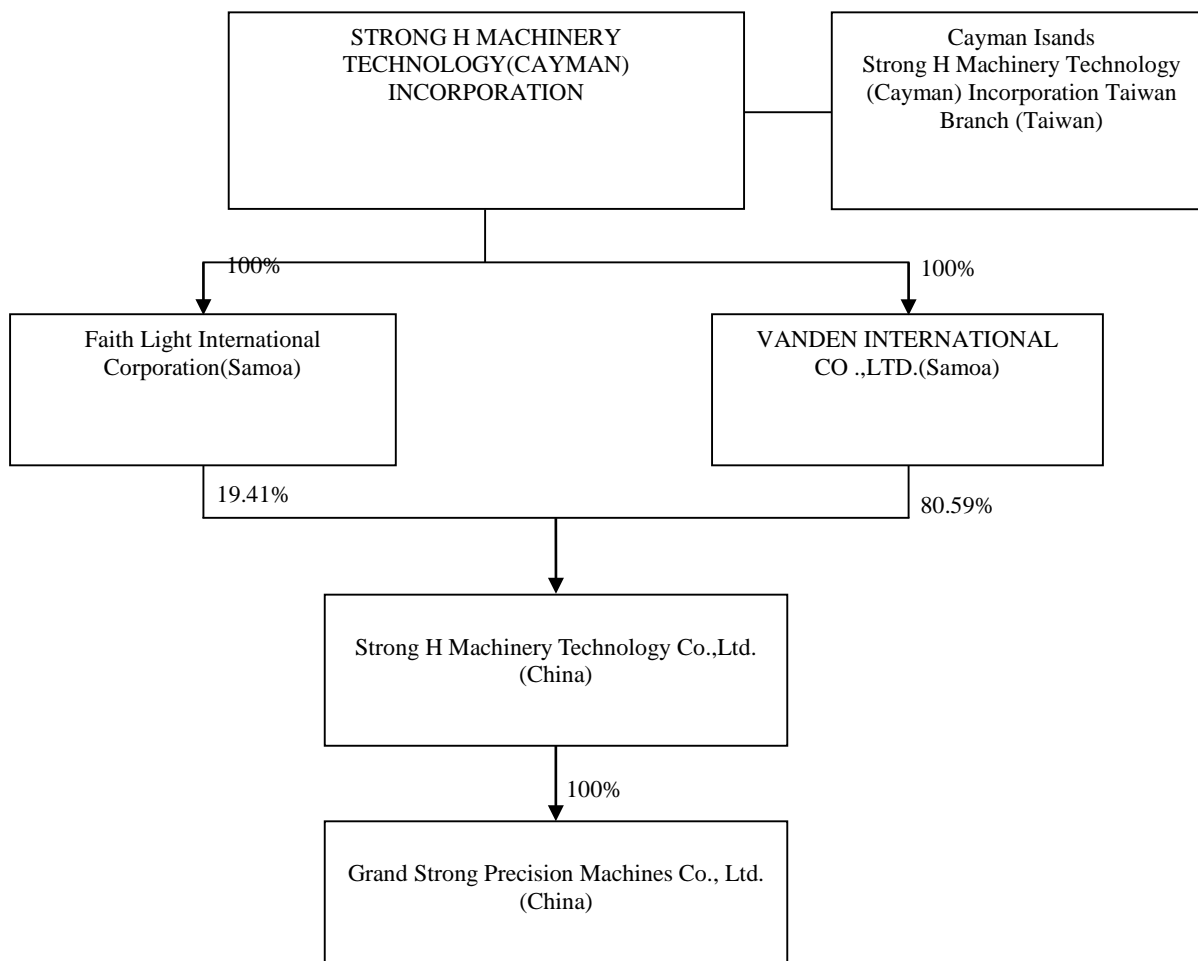 STRONG H MACHINERY
TECHNOLOGY(CAYMAN)
INCORPORATION
Cayman Isands
Strong H Machinery Technology
(Cayman) Incorporation Taiwan
Branch (Taiwan)
100%
100%
Faith Light International
Corporation(Samoa)
VANDEN INTERNATIONAL
CO .,LTD.(Samoa)
19.41%
80.59%
Strong H Machinery Technology Co.,Ltd.
(China)
100%
Grand Strong Precision Machines Co., Ltd.
(China)